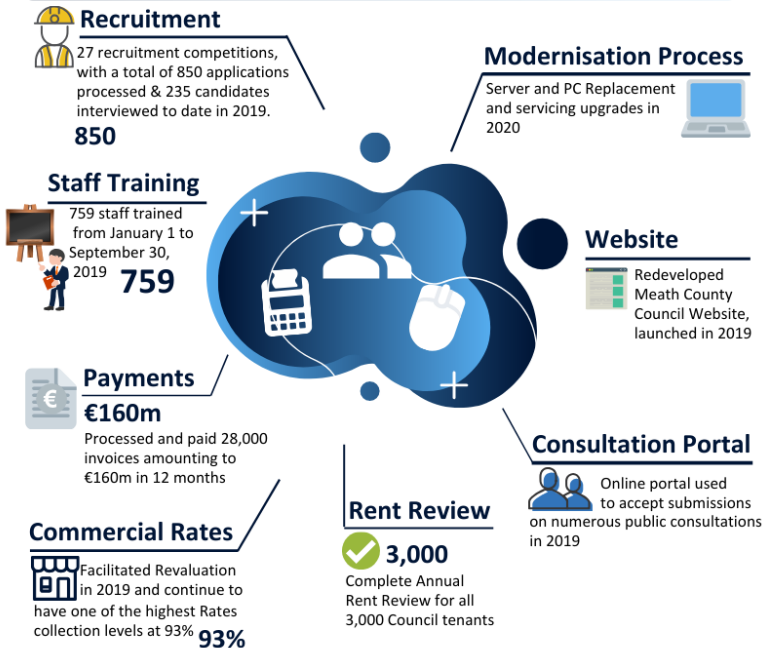 Recruitment
27 recruitment competitions,
with a total of 850 applications
processed & 235 candidates
interviewed to date in 2019.
850
Modernisation Process
Server and PC Replacement
and servicing upgrades in
2020
Staff Training
759 staff trained
from January 1 to
September 30,
2019 759
Website
Redeveloped
Meath County
Council Website,
launched in 2019
Payments
€
€160m
Processed and paid 28,000
invoices amounting to
€160m in 12 months
Consultation Portal
Online portal used
to accept submissions
on numerous public consultations
in 2019
Commercial Rates
Facilitated Revaluation
in 2019 and continue to
have one of the highest Rates
collection levels at 93% 93%
Rent Review
3,000
Complete Annual
Rent Review for all
3,000 Council tenants